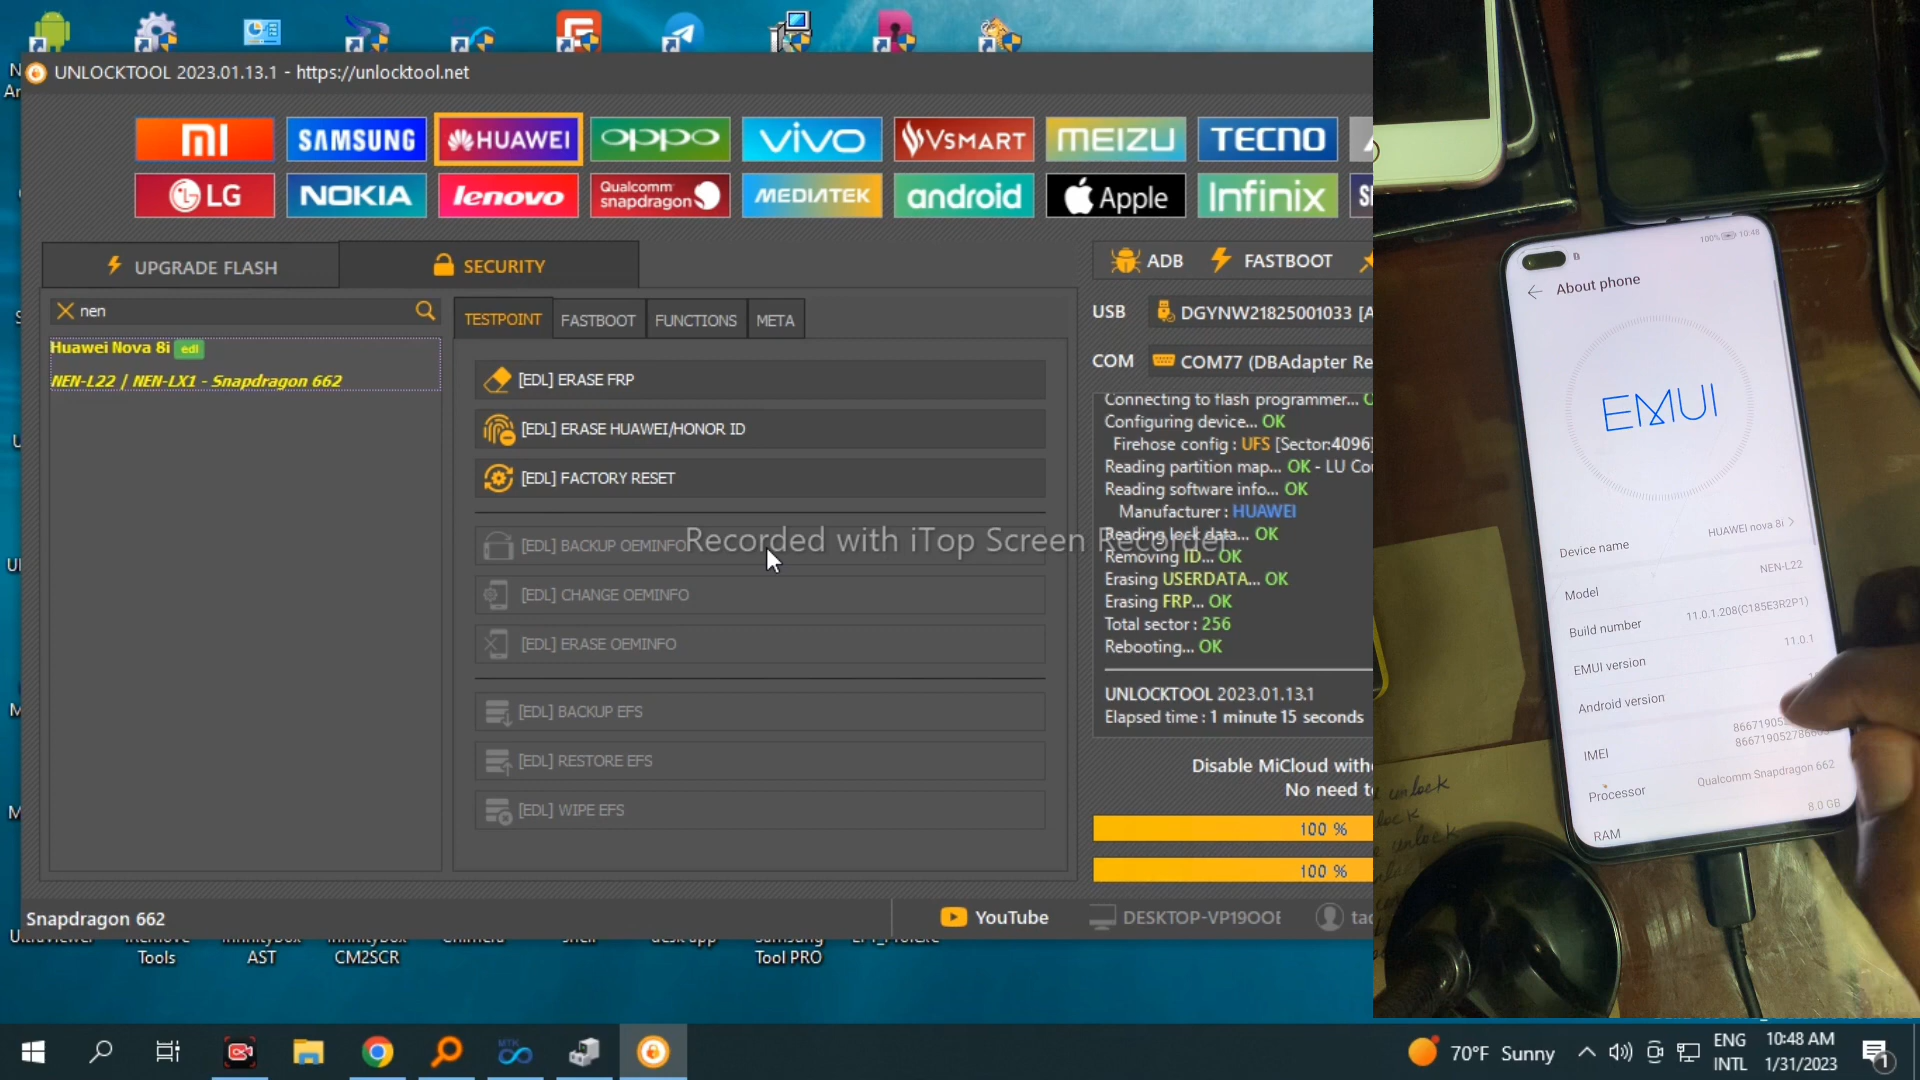 UNLOCKTOOL 2023.01.13.1 - https://unlocktool.net
SAMSUNG
HUAWEI
oppo
vivo
VSMART
MEIZU
TECNO
LG
NOKIA
lenovo
Qualcomm
snapdragon
MEDIATEK
android
Apple
Infinix
UPGRADE FLASH
SECURITY
ADB
FASTBOOT
nen
Huawei Nova 8i edl
NEN-L22 | NEN-LX1 - Snapdragon 662
TESTPOINT
FASTBOOT
FUNCTIONS
META
[EDL] ERASE FRP
[EDL] ERASE HUAWEI/HONOR ID
[EDL] FACTORY RESET
[EDL] BACKUP OEMINFO
[EDL] CHANGE OEMINFO
[EDL] ERASE OEMINFO
[EDL] BACKUP EFS
[EDL] RESTORE EFS
[EDL] WIPE EFS
Recorded with iTop Screen Recorder
USB DGYNW21825001033 [A
COM COM77 (DBAdapter Re
Connecting to flash programmer...
Configuring device... OK
Firehose config : UFS [Sector:4096]
Reading partition map... OK - LU Co
Reading software info... OK
Manufacturer : HUAWEI
Reading lock data... OK
Removing ID... OK
Erasing USERDATA... OK
Erasing FRP... OK
Total sector : 256
Rebooting... OK
UNLOCKTOOL 2023.01.13.1
Elapsed time : 1 minute 15 seconds
Disable MiCloud with
No need t
100 %
100 %
Snapdragon 662
YouTube
DESKTOP-VP19OOE
Tools
AST
CM2SCR
Tool PRO
70°F Sunny
ENG
INTL
10:48 AM
1/31/2023
1
100% 10:48
About phone
EMUI
Device name HUAWEI nova 8i
Model NEN-L22
Build number 11.0.1.208(C185E3R2P1)
EMUI version 11.0.1
Android version
IMEI
Processor Qualcomm Snapdragon 662
RAM 8.0 GB
unlock
lock
unlock